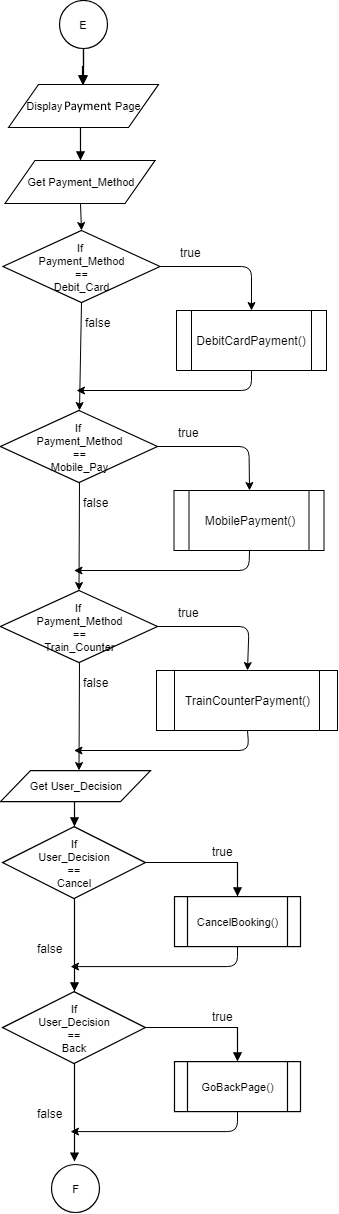 E
Display Payment Page
Get Payment_Method
If
Payment_Method
==
Debit_Card
true
false
DebitCardPayment()
If
Payment_Method
==
Mobile_Pay
true
false
MobilePayment()
If
Payment_Method
==
Train_Counter
true
false
TrainCounterPayment()
Get User_Decision
If
User_Decision
==
Cancel
true
CancelBooking()
false
If
User_Decision
==
Back
true
GoBackPage()
false
F